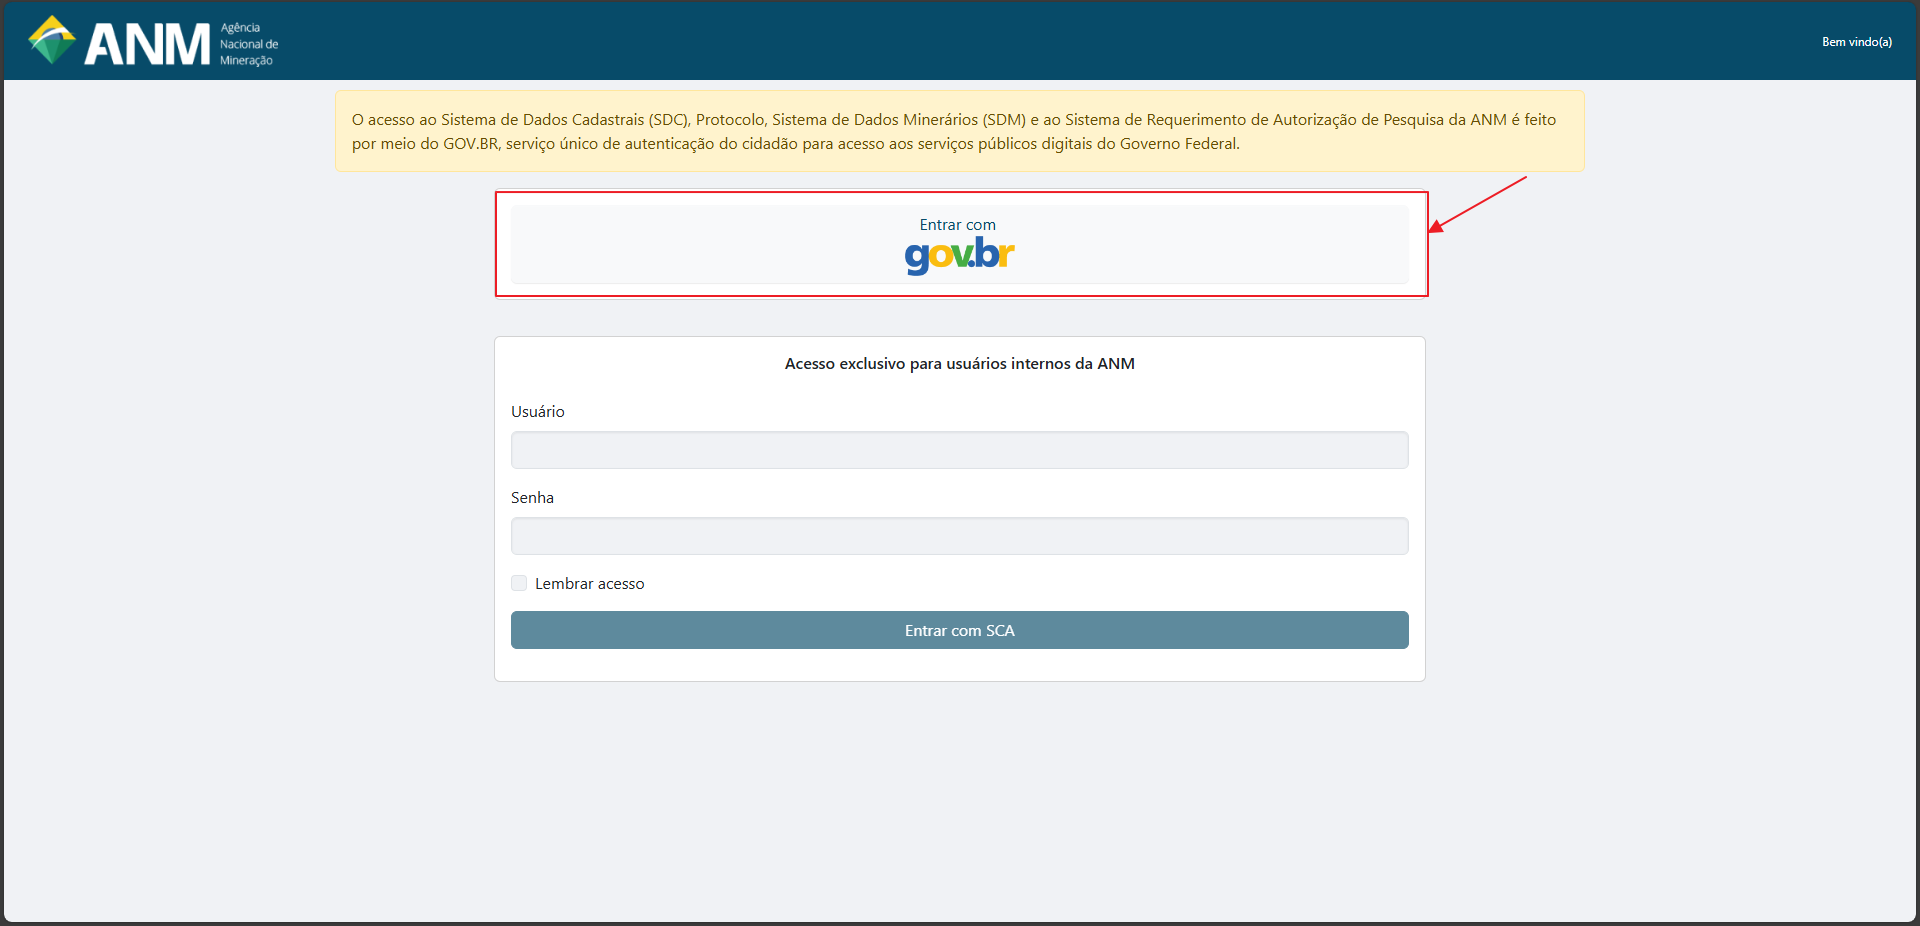 ANM
Agência
Nacional de
Mineração
Bem vindo(a)
O acesso ao Sistema de Dados Cadastrais (SDC), Protocolo, Sistema de Dados Minerários (SDM) e ao Sistema de Requerimento de Autorização de Pesquisa da ANM é feito
por meio do GOV.BR, serviço único de autenticação do cidadão para acesso aos serviços públicos digitais do Governo Federal.
Entrar com
gov.br
Acesso exclusivo para usuários internos da ANM
Usuário
Senha
Lembrar acesso
Entrar com SCA